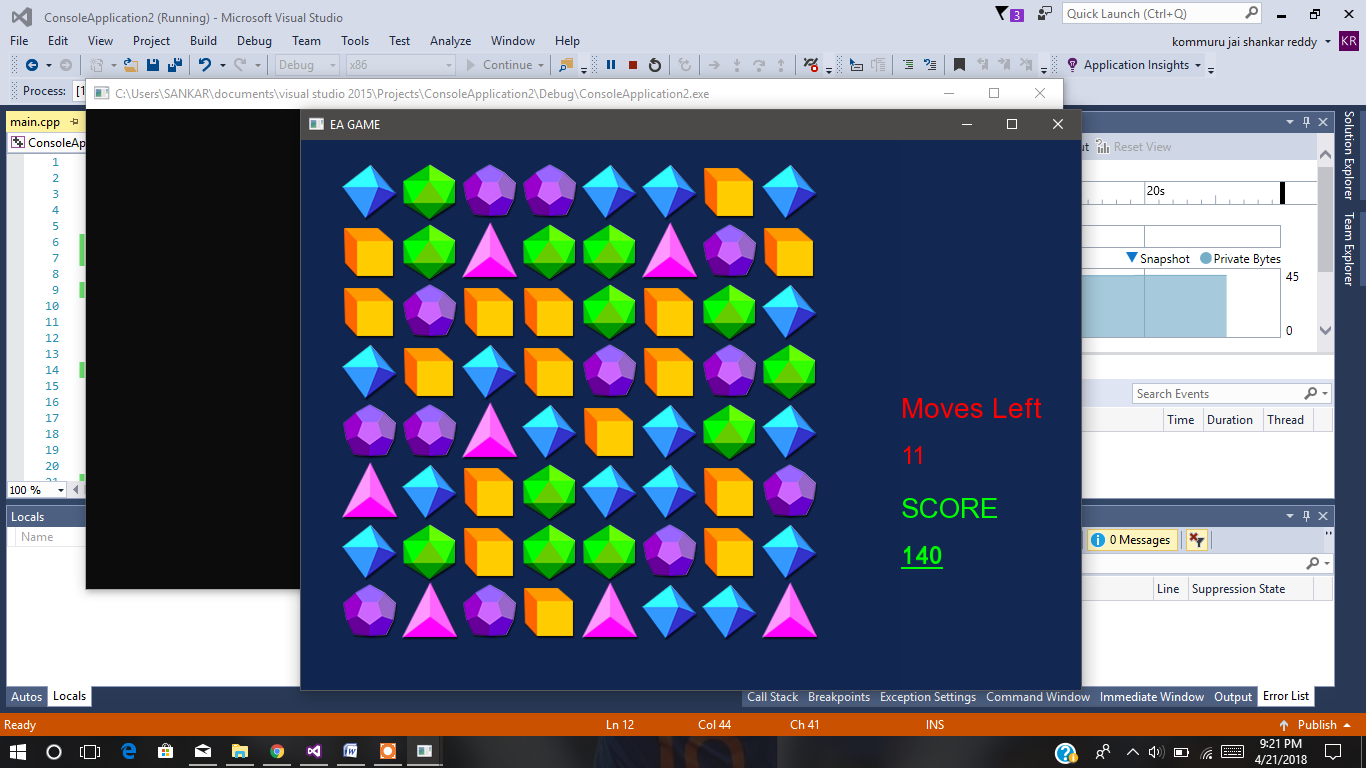 ConsoleApplication2 (Running) - Microsoft Visual Studio
3
Quick Launch (Ctrl+Q)
File Edit View Project Build Debug Team Tools Test Analyze Window Help
kommuru jai shankar reddy KR
Debug x86 Continue Application Insights
Process: [1
C:\Users\SANKAR\documents\visual studio 2015\Projects\ConsoleApplication2\Debug\ConsoleApplication2.exe
main.cpp
EA GAME
ConsoleAp
Reset View
1
2
3
4
5
6
7
8
9
10
11
12
13
14
15
16
17
18
19
20
20s
Snapshot Private Bytes
45
0
Solution Explorer
Team Explorer
Search Events
Time Duration Thread
Moves Left
11
SCORE
140
100 %
Locals
Name
0 Messages
Line Suppression State
Autos Locals
Call Stack Breakpoints Exception Settings Command Window Immediate Window Output Error List
Ready Ln 12 Col 44 Ch 41 INS Publish
9:21 PM
4/21/2018